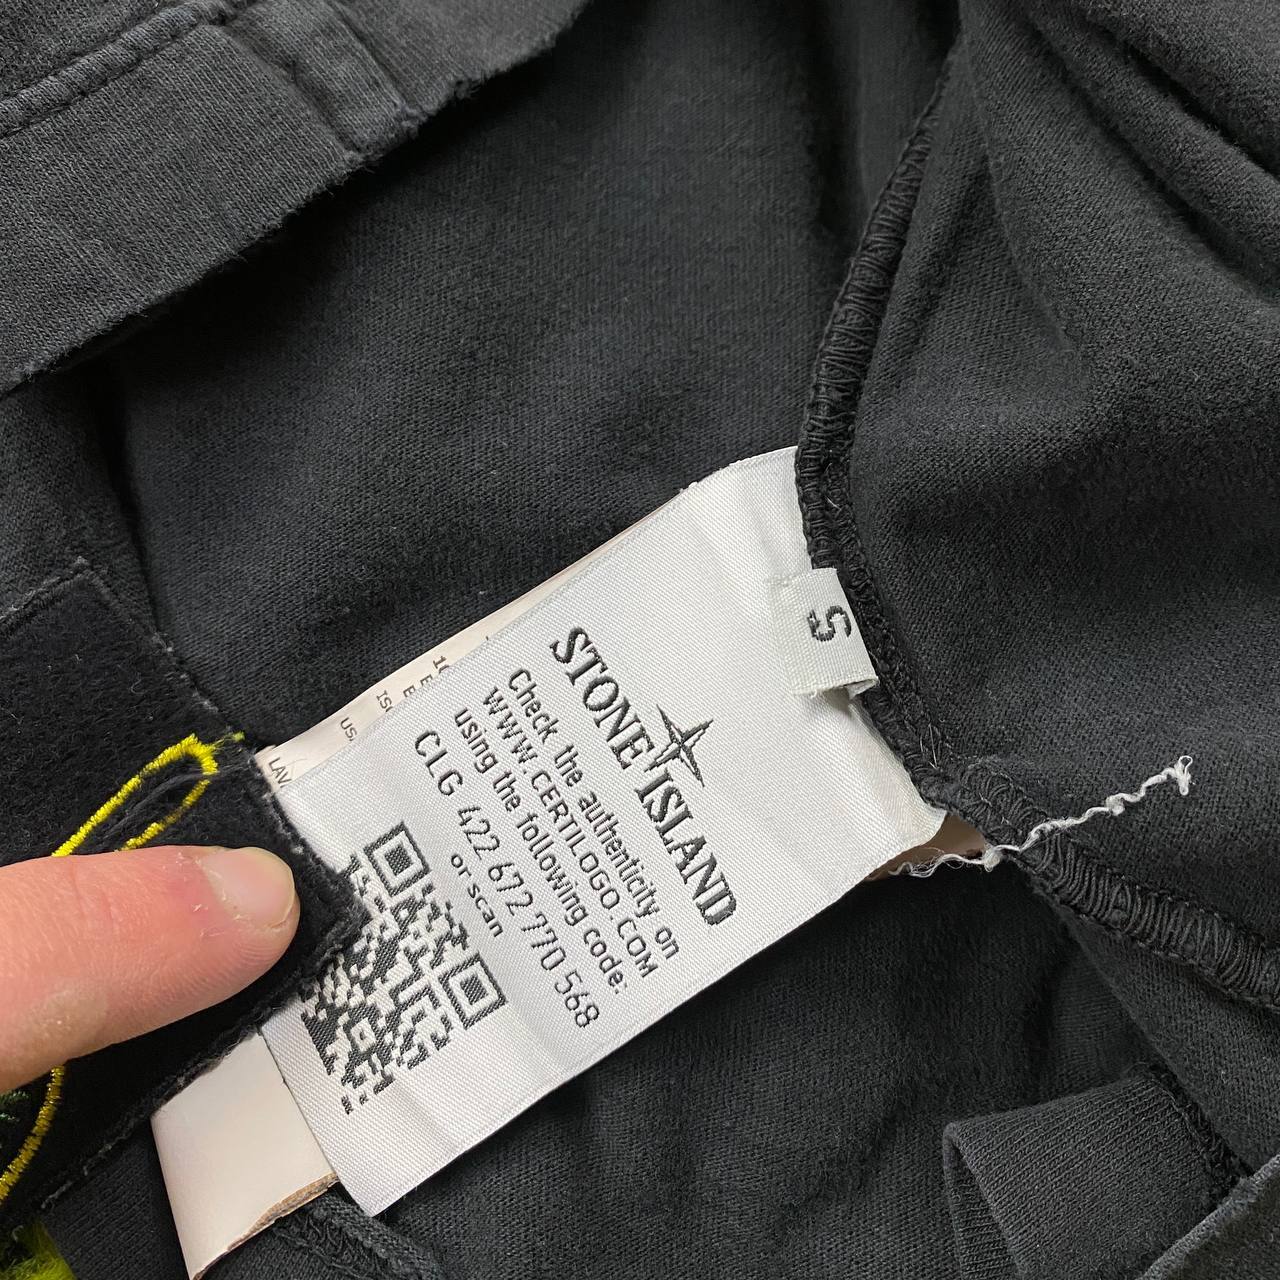 S
STONE ISLAND
Check the authenticity on
WWW.CERTILOGO.COM
using the following code:
CLG 422 672 770 568
or scan